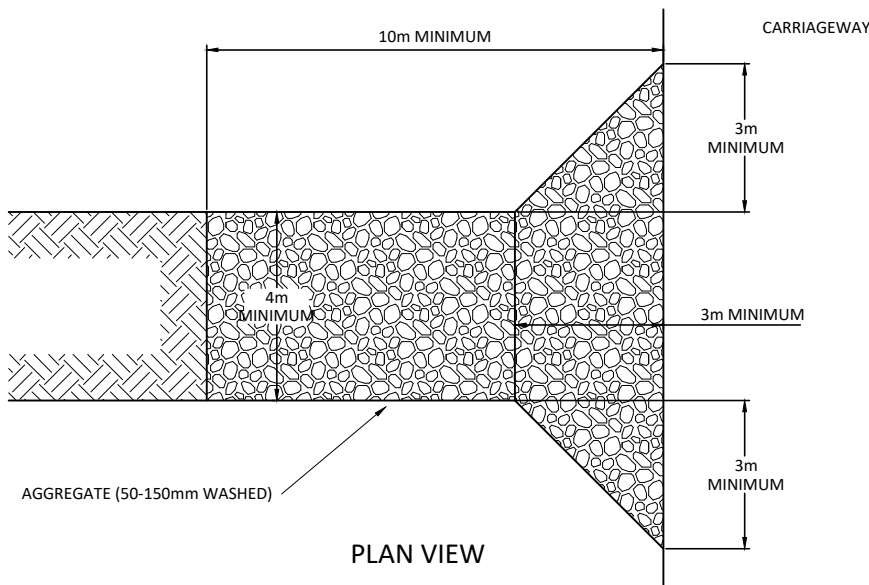 10m MINIMUM
CARRIAGEWAY
3m
MINIMUM
4m
MINIMUM
3m MINIMUM
3m
MINIMUM
AGGREGATE (50-150mm WASHED)
PLAN VIEW